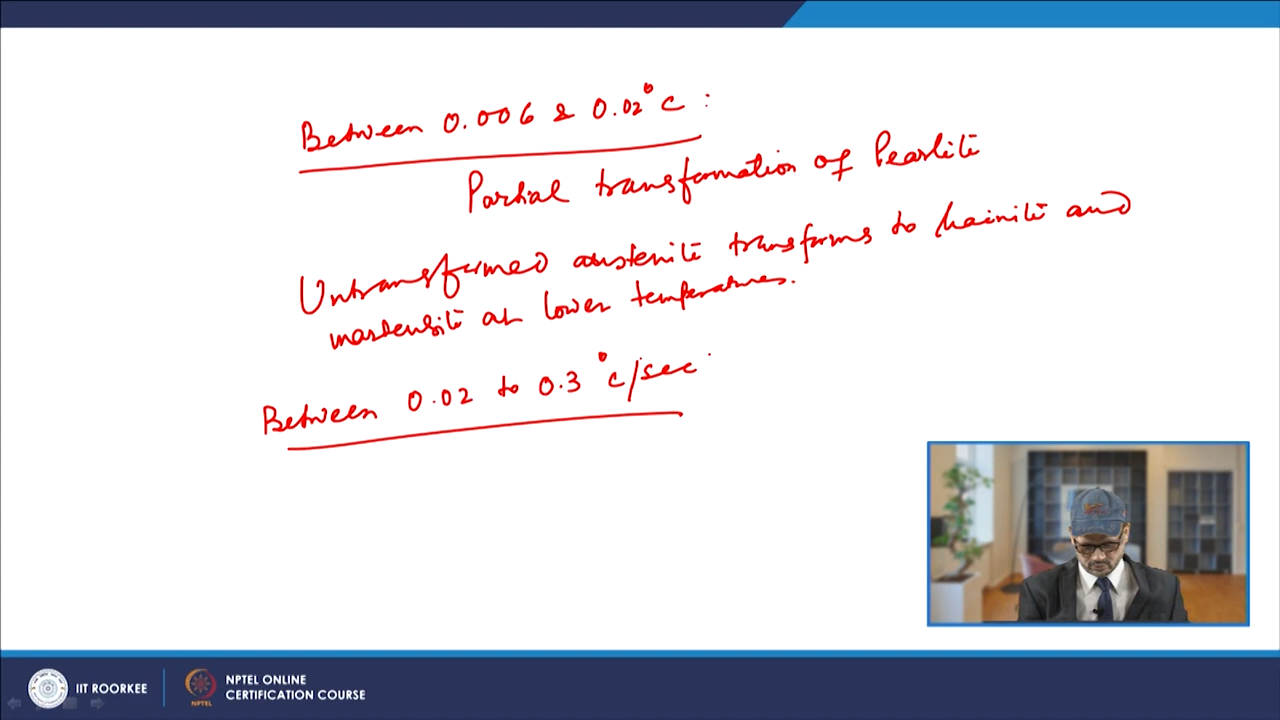 Between 0.006 & 0.02°C :
Partial transformation of Pearlite
Untransformed austenite transforms to bainite and
martensite at lower temperatures.
Between 0.02 to 0.3 °C/sec
IIT ROORKEE
NPTEL
NPTEL ONLINE
CERTIFICATION COURSE